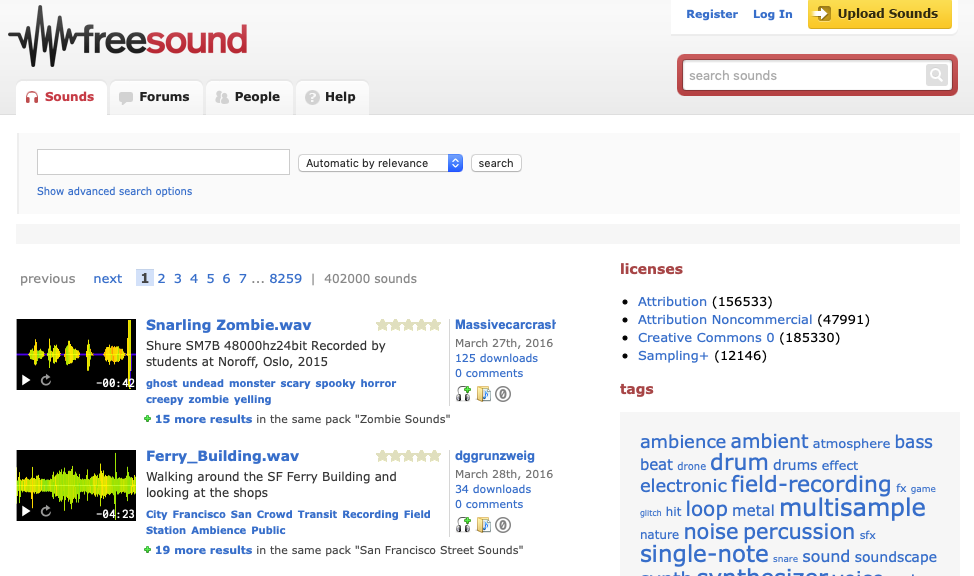 Register Log In Upload Sounds
freesound
search sounds
Sounds Forums People Help
Automatic by relevance search
Show advanced search options
previous next 1 2 3 4 5 6 7 ... 8259 | 402000 sounds
Snarling Zombie.wav
Shure SM7B 48000hz24bit Recorded by
students at Noroff, Oslo, 2015
ghost undead monster scary spooky horror
creepy zombie yelling
15 more results in the same pack "Zombie Sounds"
-00:42
Massivecarcrash
March 27th, 2016
125 downloads
0 comments
Ferry_Building.wav
Walking around the SF Ferry Building and
looking at the shops
City Francisco San Crowd Transit Recording Field
Station Ambience Public
19 more results in the same pack "San Francisco Street Sounds"
-04:23
dggrunzweig
March 28th, 2016
34 downloads
0 comments
licenses
Attribution (156533)
Attribution Noncommercial (47991)
Creative Commons 0 (185330)
Sampling+ (12146)
tags
ambience ambient atmosphere bass
beat drone drum drums effect
electronic field-recording fx game
glitch hit loop metal multisample
nature noise percussion sfx
single-note snare sound soundscape
synth synthesizer voice